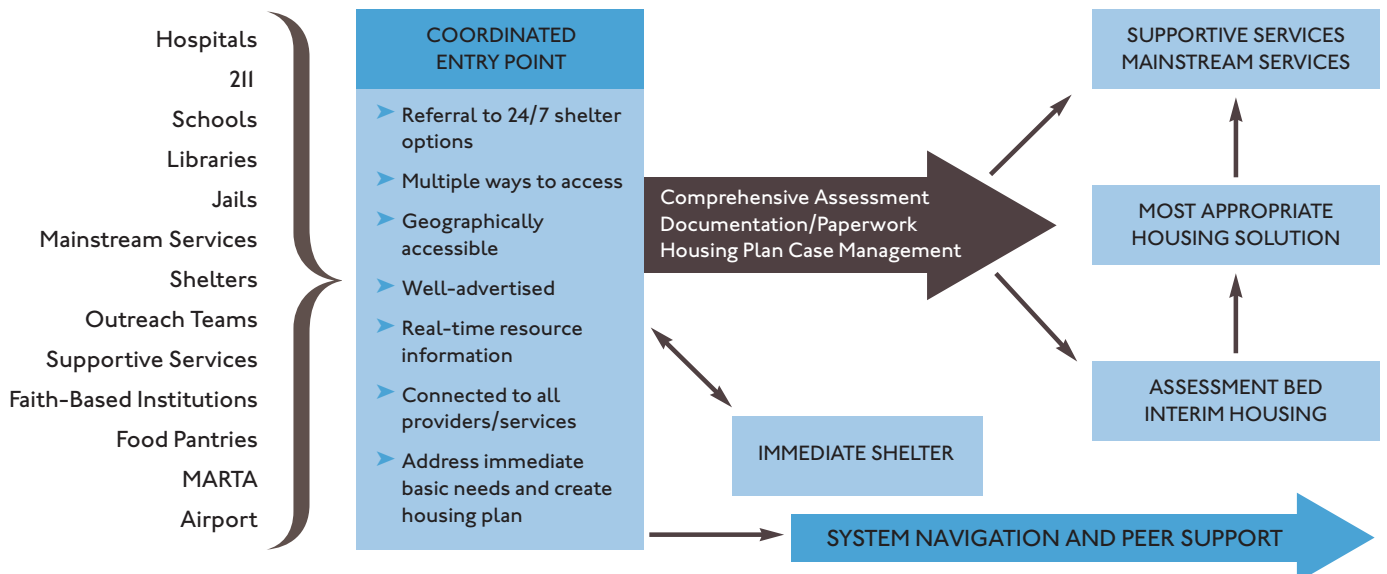 Hospitals
211
Schools
Libraries
Jails
Mainstream Services
Shelters
Outreach Teams
Supportive Services
Faith-Based Institutions
Food Pantries
MARTA
Airport
COORDINATED
ENTRY POINT
Referral to 24/7 shelter
options
Multiple ways to access
Geographically
accessible
Well-advertised
Real-time resource
information
Connected to all
providers/services
Address immediate
basic needs and create
housing plan
Comprehensive Assessment
Documentation/Paperwork
Housing Plan Case Management
IMMEDIATE SHELTER
SUPPORTIVE SERVICES
MAINSTREAM SERVICES
MOST APPROPRIATE
HOUSING SOLUTION
ASSESSMENT BED
INTERIM HOUSING
SYSTEM NAVIGATION AND PEER SUPPORT